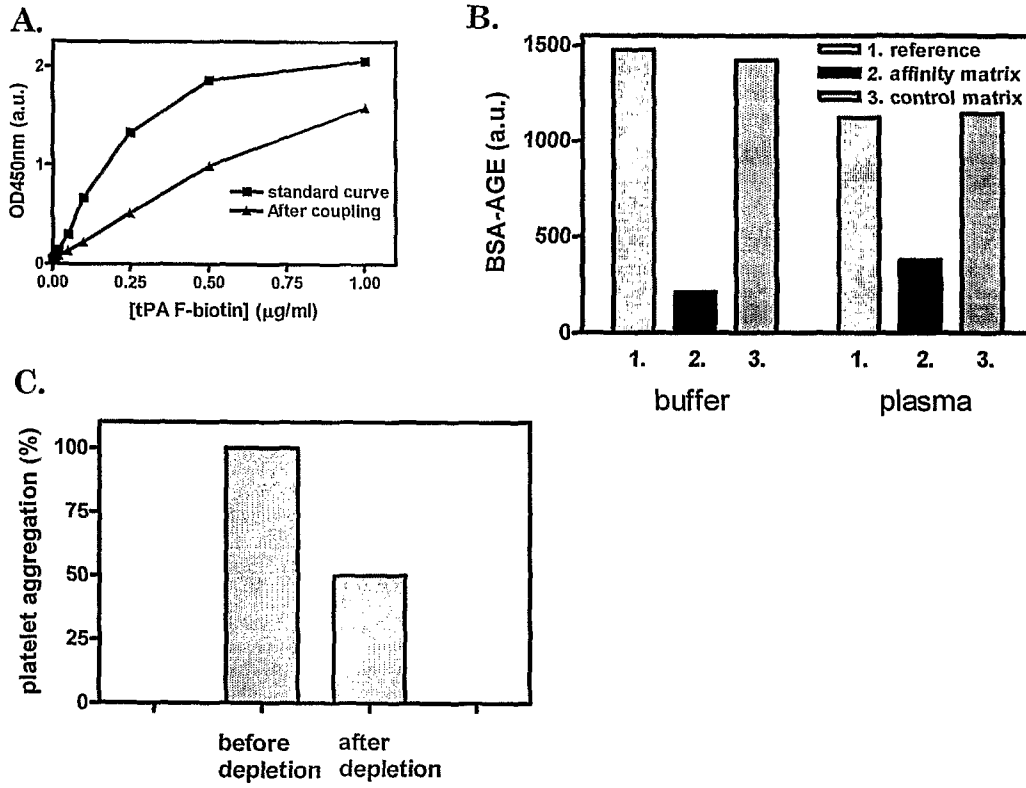 A.
2
1
0
OD450nm (a.u.)
standard curve
After coupling
0.00
0.25
0.50
0.75
1.00
[tPA F-biotin] (µg/ml)
B.
1500
1000
500
0
BSA-AGE (a.u.)
1. reference
2. affinity matrix
3. control matrix
1.
2.
3.
1.
2.
3.
buffer
plasma
C.
100
75
50
25
0
platelet aggregation (%)
before
depletion
after
depletion